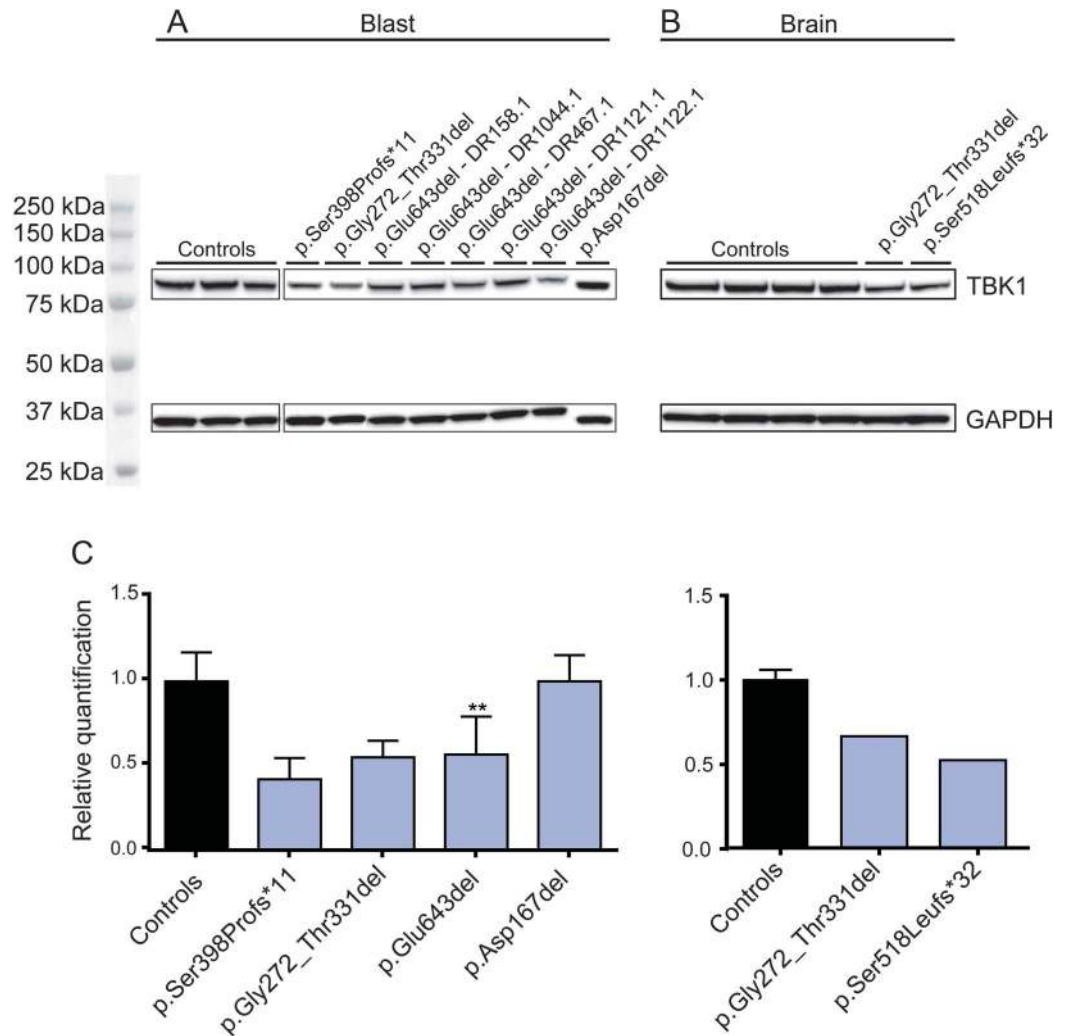 A
Blast
B
Brain
p.Ser398Profs*11
p.Gly272_Thr331del
p.Glu643del - DR158.1
p.Glu643del - DR1044.1
p.Glu643del - DR467.1
p.Glu643del - DR1121.1
p.Glu643del - DR1122.1
p.Asp167del
p.Gly272_Thr331del
p.Ser518Leufs*32
Controls
Controls
250 kDa
150 kDa
100 kDa
75 kDa
50 kDa
37 kDa
25 kDa
TBK1
GAPDH
C
Relative quantification
1.5
1.0
0.5
0.0
**
Controls
p.Ser398Profs*11
p.Gly272_Thr331del
p.Glu643del
p.Asp167del
1.5
1.0
0.5
0.0
Controls
p.Gly272_Thr331del
p.Ser518Leufs*32